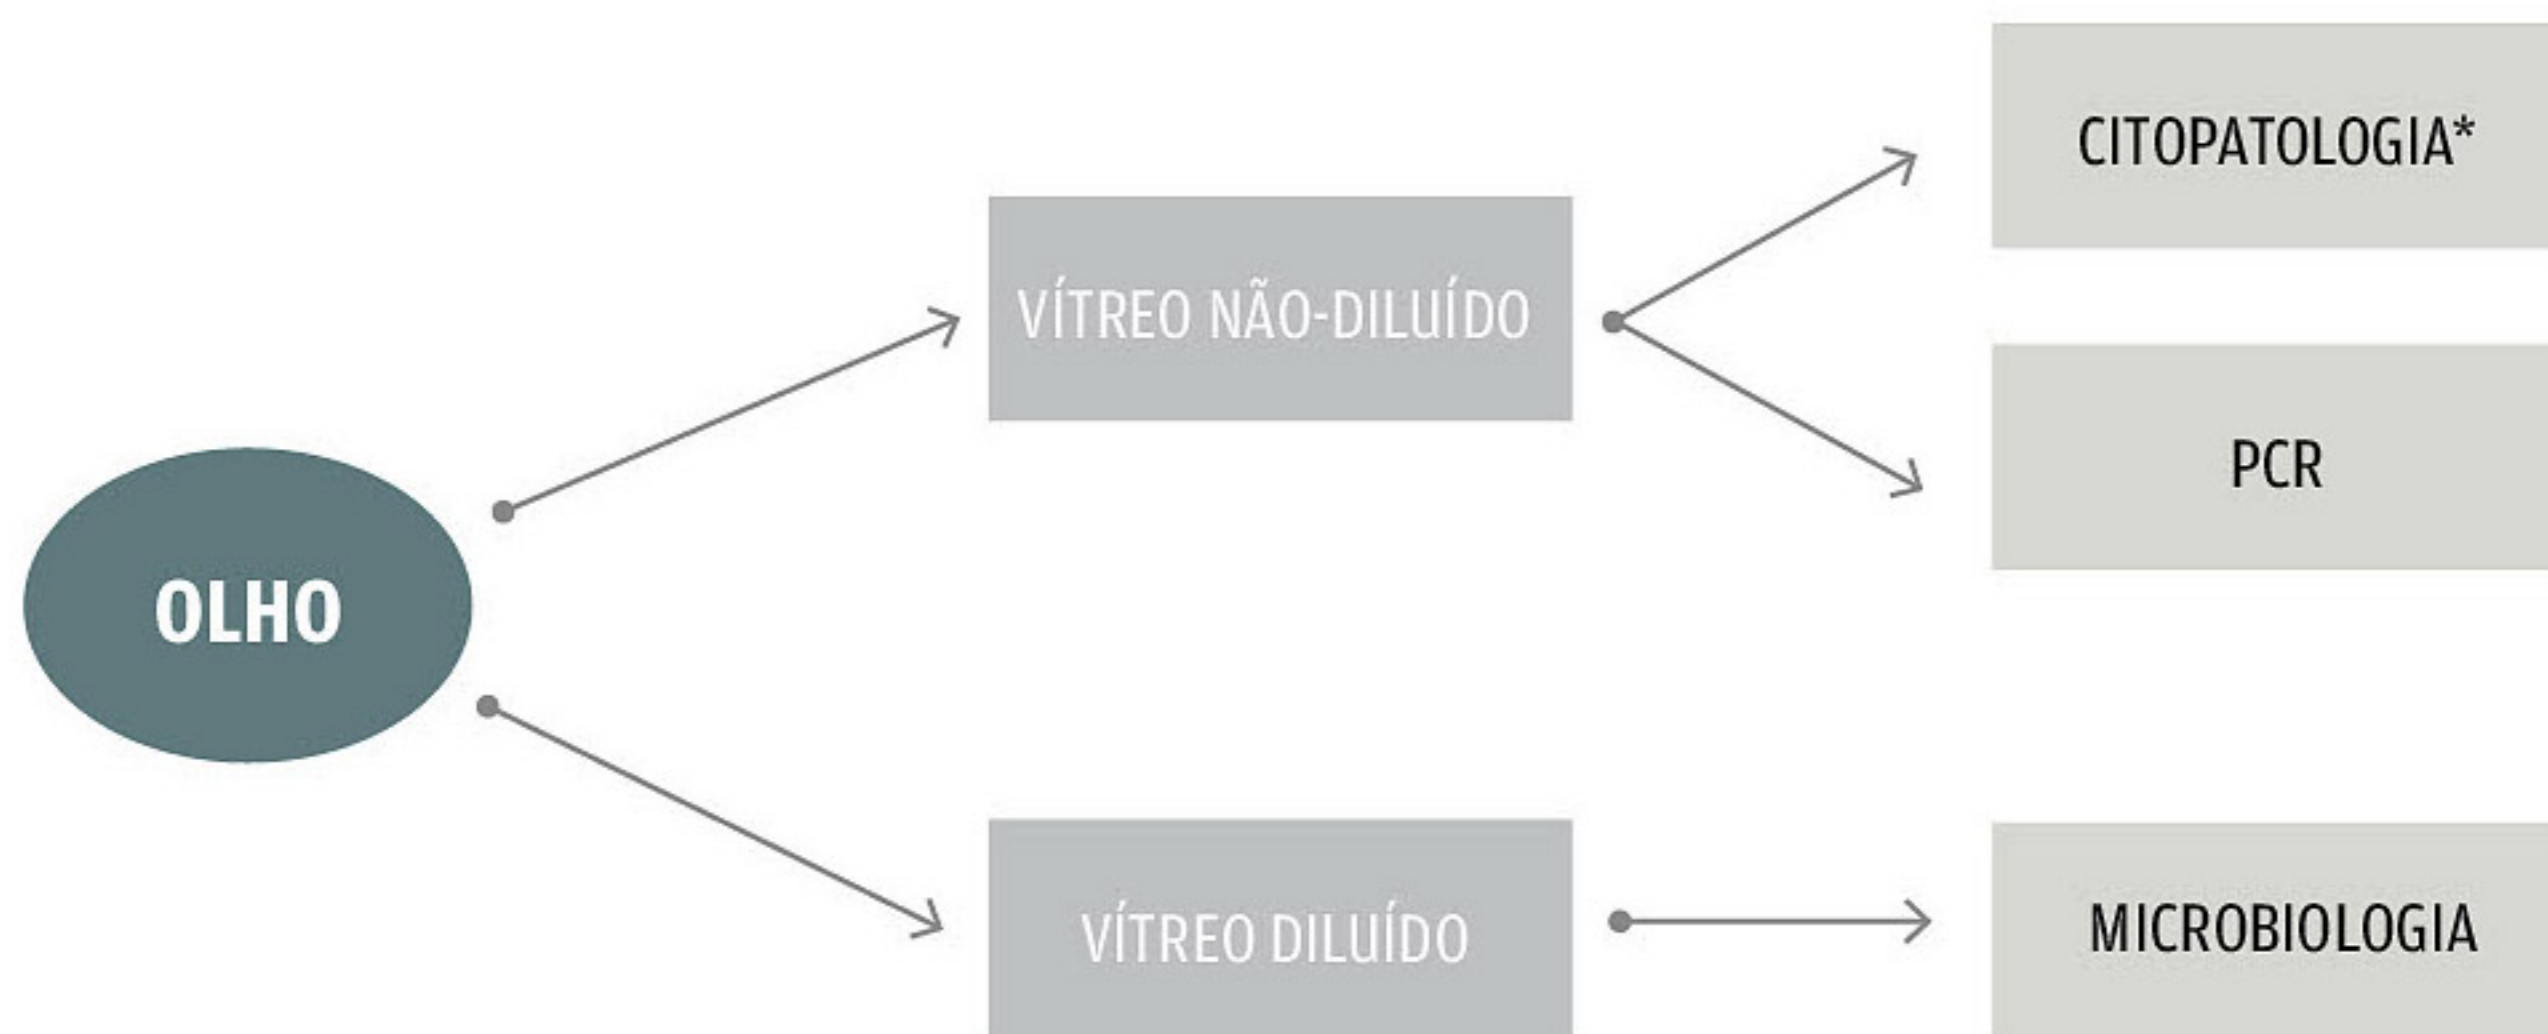 CITOPATOLOGIA*
VÍTREO NÃO-DILUÍDO
PCR
OLHO
VÍTREO DILUÍDO
MICROBIOLOGIA